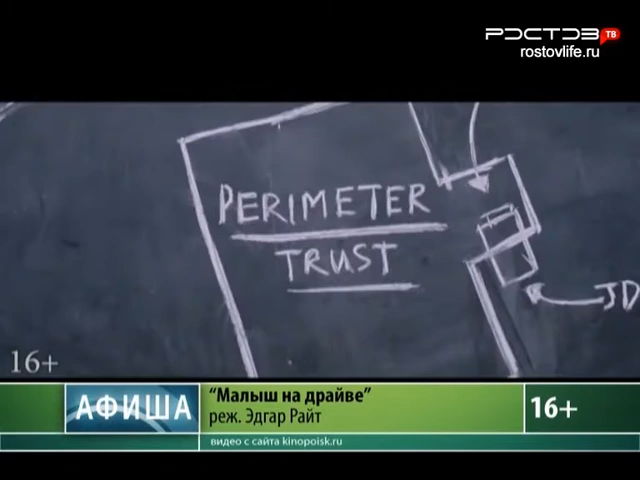 РОСТОВ ТВ
rostovlife.ru
PERIMETER
TRUST
JD
16+
АФИША
"Малыш на драйве"
реж. Эдгар Райт
16+
видео с сайта kinopoisk.ru